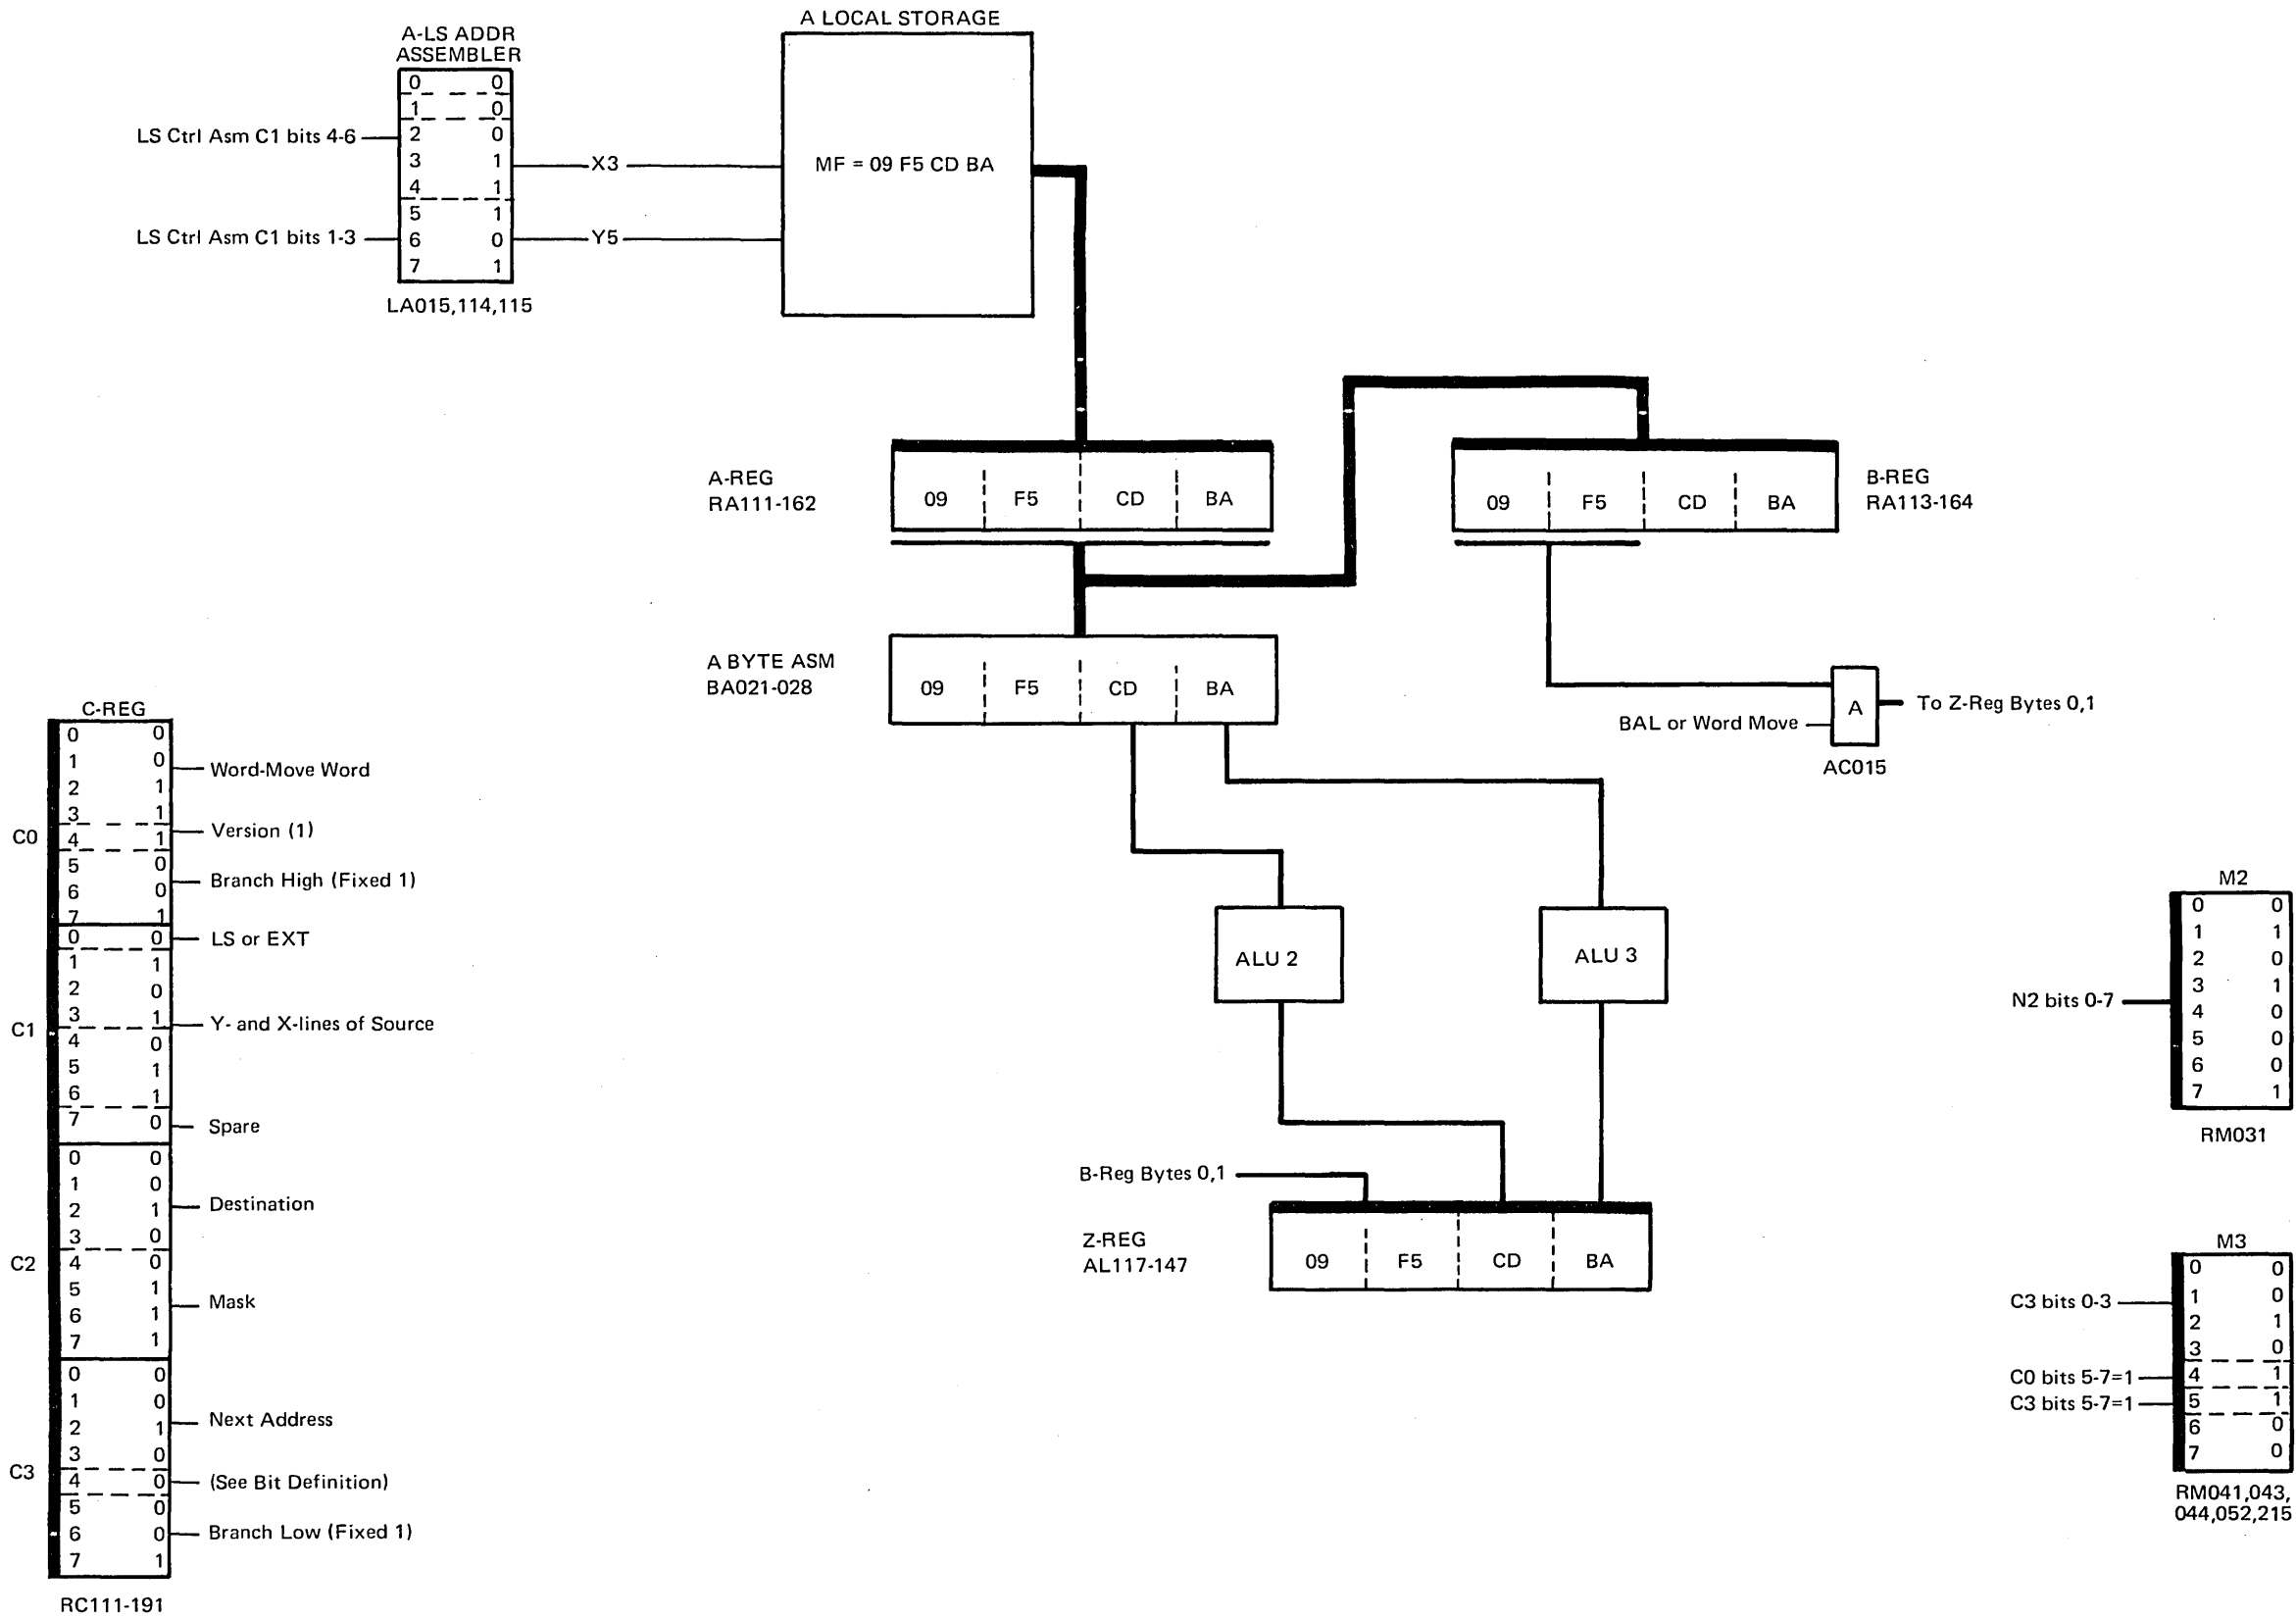 A LOCAL STORAGE
A-LS ADDR
ASSEMBLER
0 0
1 0
LS Ctrl Asm C1 bits 4-6 2 0
3 1 X3
4 1
5 1
LS Ctrl Asm C1 bits 1-3 6 0 Y5
7 1
LA015,114,115
MF = 09 F5 CD BA
A-REG
RA111-162
09 F5 CD BA
09 F5 CD BA
B-REG
RA113-164
A BYTE ASM
BA021-028
09 F5 CD BA
A
To Z-Reg Bytes 0,1
BAL or Word Move
AC015
C-REG
C0
0 0
1 0
Word-Move Word
2 1
3 1
Version (1)
4 1
5 0
Branch High (Fixed 1)
6 0
7 1
C1
0 0 LS or EXT
1 1
2 0
3 1
Y- and X-lines of Source
4 0
5 1
6 1
7 0 Spare
C2
0 0
1 0
2 1 Destination
3 0
4 0
5 1
Mask
6 1
7 1
C3
0 0
1 0
Next Address
2 1
3 0
4 0 (See Bit Definition)
5 0
6 0 Branch Low (Fixed 1)
7 1
RC111-191
ALU 2
ALU 3
B-Reg Bytes 0,1
Z-REG
AL117-147
09 F5 CD BA
M2
0 0
1 1
2 0
3 1
N2 bits 0-7
4 0
5 0
6 0
7 1
RM031
M3
0 0
C3 bits 0-3 1 0
2 1
3 0
C0 bits 5-7=1 4 1
C3 bits 5-7=1 5 1
6 0
7 0
RM041,043,
044,052,215